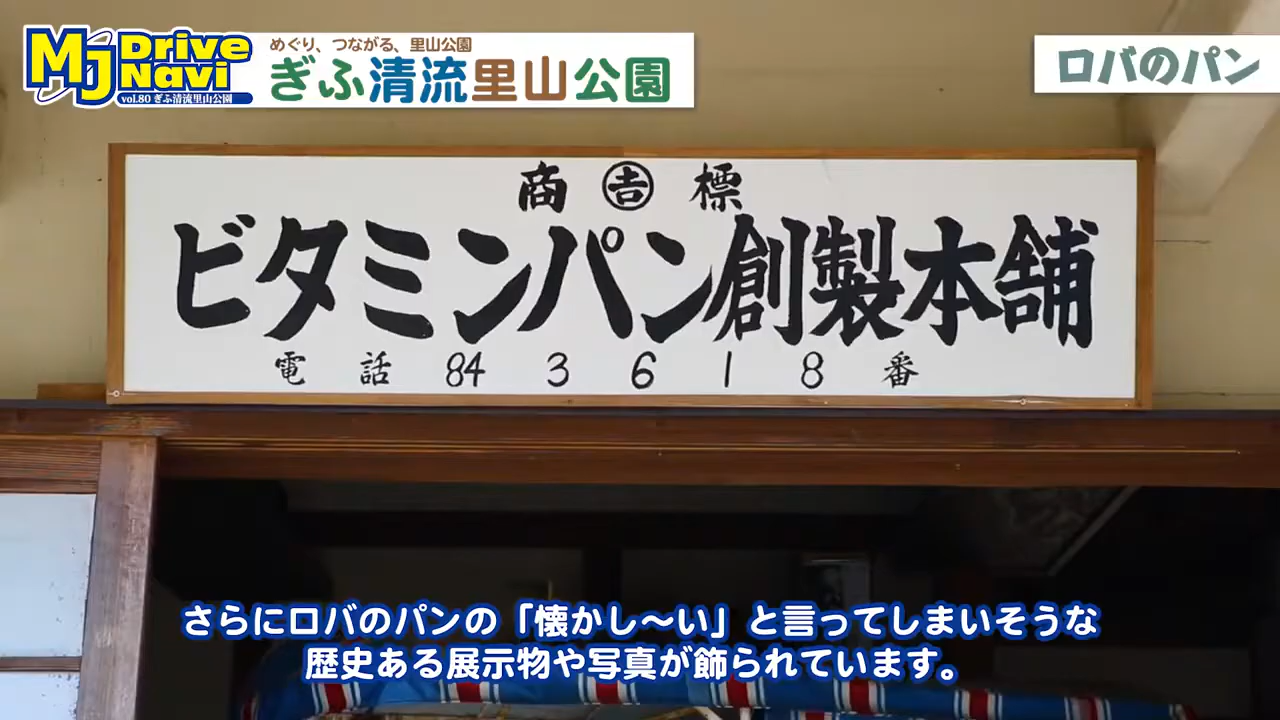 MJ Drive Navi
vol.80 ぎふ清流里山公園
めぐり、つながる、里山公園
ぎふ清流里山公園
ロバのパン
商 吉 標
ビタミンパン創製本舗
電話 84 3 6 1 8 番
さらにロバのパンの「懐かし〜い」と言ってしまいそうな
歴史ある展示物や写真が飾られています。